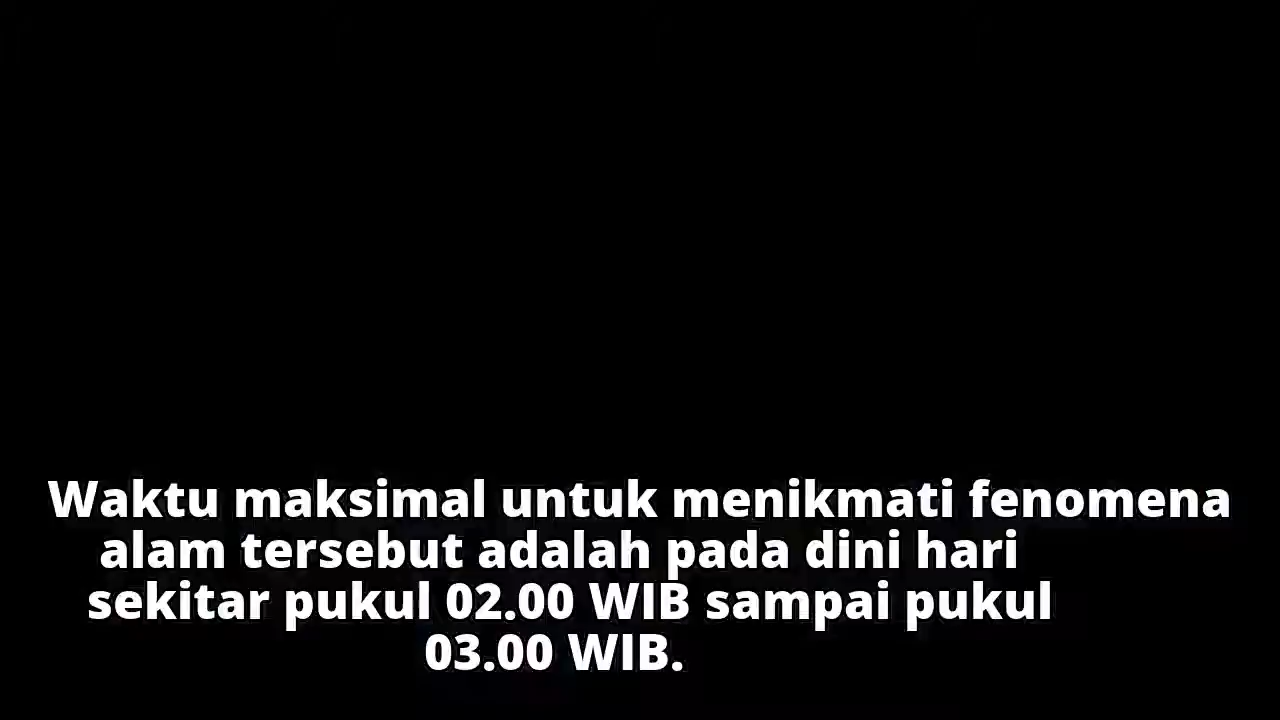 Waktu maksimal untuk menikmati fenomena
alam tersebut adalah pada dini hari
sekitar pukul 02.00 WIB sampai pukul
03.00 WIB.